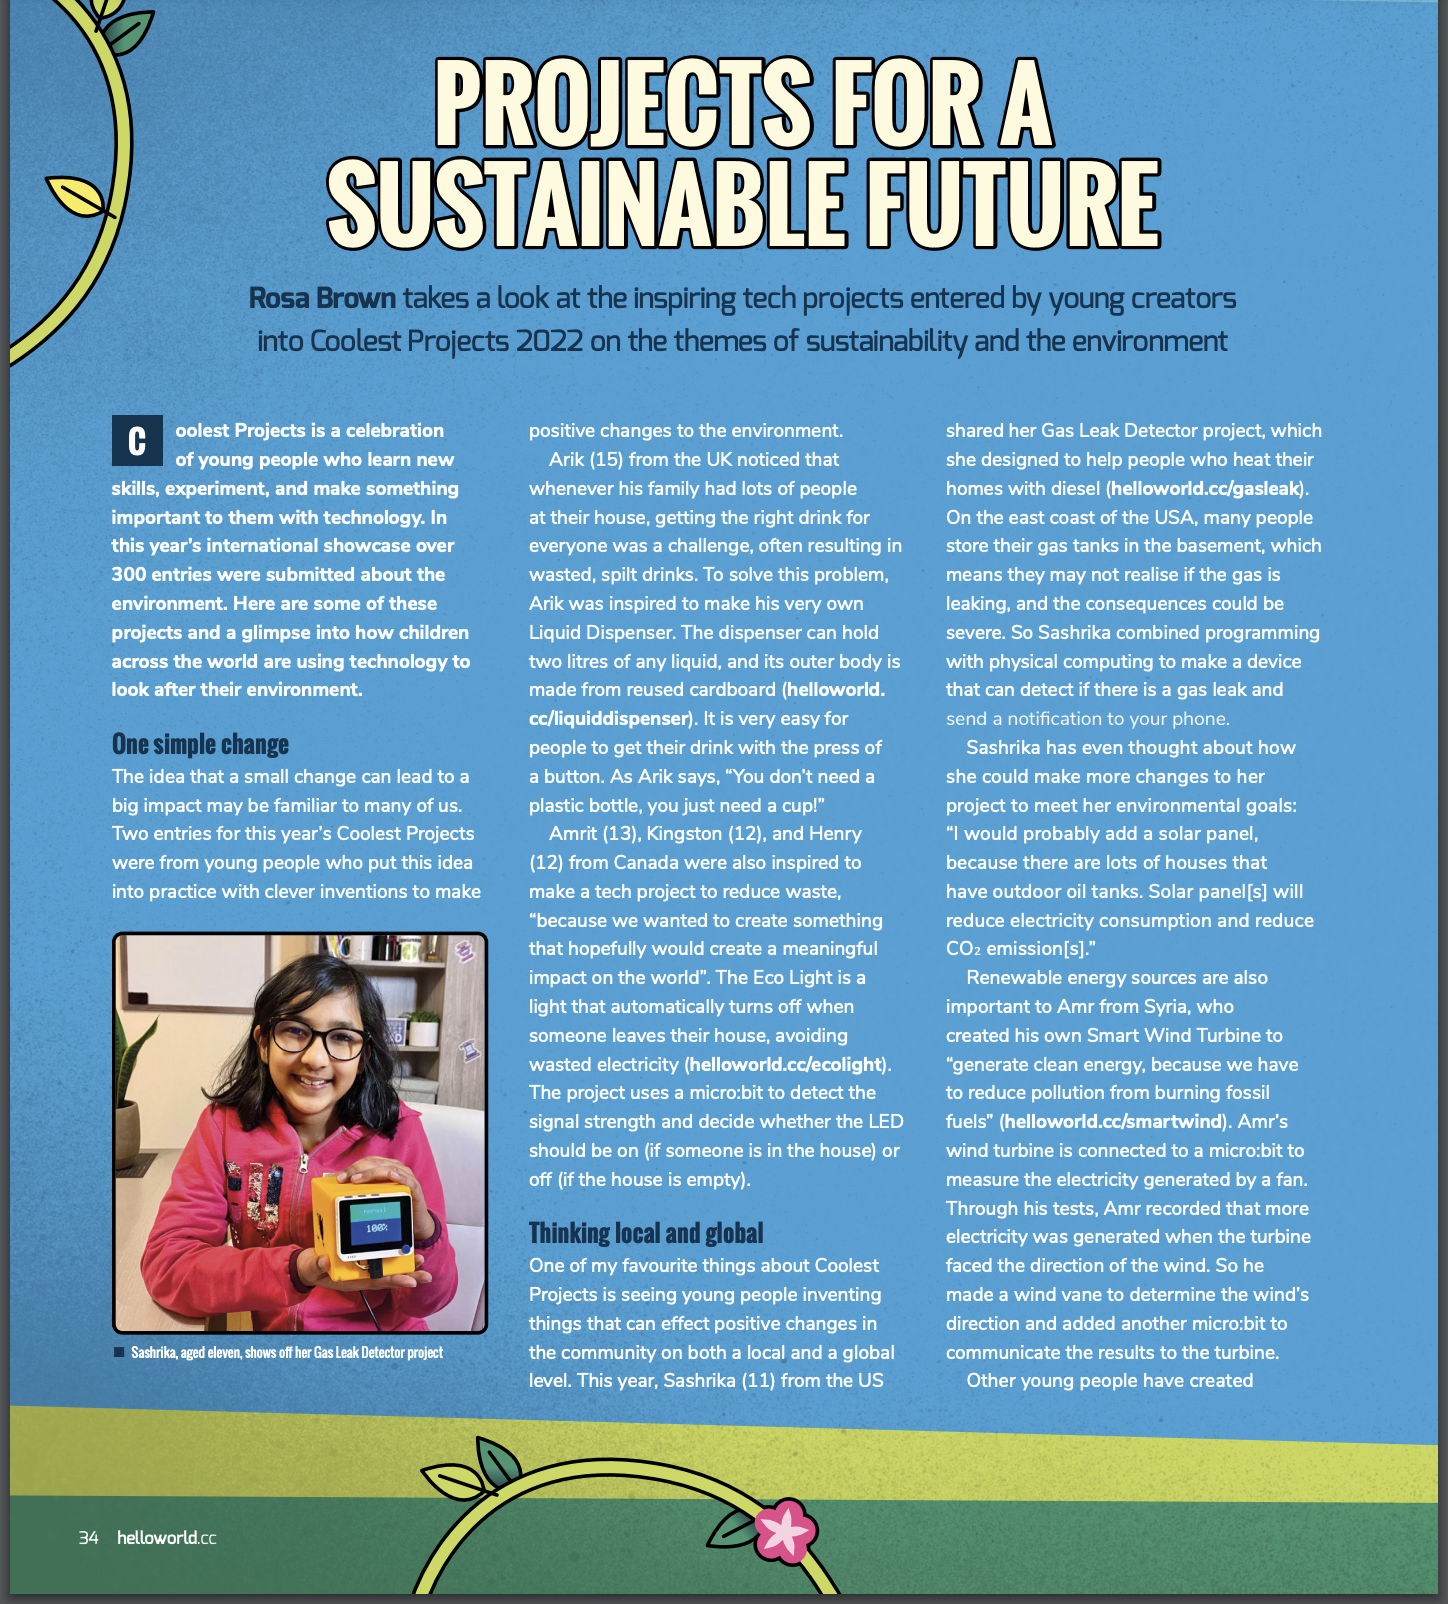 PROJECTS FOR A
SUSTAINABLE FUTURE
Rosa Brown takes a look at the inspiring tech projects entered by young creators
into Coolest Projects 2022 on the themes of sustainability and the environment
Coolest Projects is a celebration
of young people who learn new
skills, experiment, and make something
important to them with technology. In
this year's international showcase over
300 entries were submitted about the
environment. Here are some of these
projects and a glimpse into how children
across the world are using technology to
look after their environment.
One simple change
The idea that a small change can lead to a
big impact may be familiar to many of us.
Two entries for this year's Coolest Projects
were from young people who put this idea
into practice with clever inventions to make
normal
100%
■ Sashrika, aged eleven, shows off her Gas Leak Detector project
positive changes to the environment.
Arik (15) from the UK noticed that
whenever his family had lots of people
at their house, getting the right drink for
everyone was a challenge, often resulting in
wasted, spilt drinks. To solve this problem,
Arik was inspired to make his very own
Liquid Dispenser. The dispenser can hold
two litres of any liquid, and its outer body is
made from reused cardboard (helloworld.
cc/liquiddispenser). It is very easy for
people to get their drink with the press of
a button. As Arik says, “You don’t need a
plastic bottle, you just need a cup!”
Amrit (13), Kingston (12), and Henry
(12) from Canada were also inspired to
make a tech project to reduce waste,
“because we wanted to create something
that hopefully would create a meaningful
impact on the world”. The Eco Light is a
light that automatically turns off when
someone leaves their house, avoiding
wasted electricity (helloworld.cc/ecolight).
The project uses a micro:bit to detect the
signal strength and decide whether the LED
should be on (if someone is in the house) or
off (if the house is empty).
Thinking local and global
One of my favourite things about Coolest
Projects is seeing young people inventing
things that can effect positive changes in
the community on both a local and a global
level. This year, Sashrika (11) from the US
shared her Gas Leak Detector project, which
she designed to help people who heat their
homes with diesel (helloworld.cc/gasleak).
On the east coast of the USA, many people
store their gas tanks in the basement, which
means they may not realise if the gas is
leaking, and the consequences could be
severe. So Sashrika combined programming
with physical computing to make a device
that can detect if there is a gas leak and
send a notification to your phone.
Sashrika has even thought about how
she could make more changes to her
project to meet her environmental goals:
“I would probably add a solar panel,
because there are lots of houses that
have outdoor oil tanks. Solar panel[s] will
reduce electricity consumption and reduce
CO₂ emission[s].”
Renewable energy sources are also
important to Amr from Syria, who
created his own Smart Wind Turbine to
“generate clean energy, because we have
to reduce pollution from burning fossil
fuels” (helloworld.cc/smartwind). Amr’s
wind turbine is connected to a micro:bit to
measure the electricity generated by a fan.
Through his tests, Amr recorded that more
electricity was generated when the turbine
faced the direction of the wind. So he
made a wind vane to determine the wind’s
direction and added another micro:bit to
communicate the results to the turbine.
Other young people have created
34 helloworld.cc